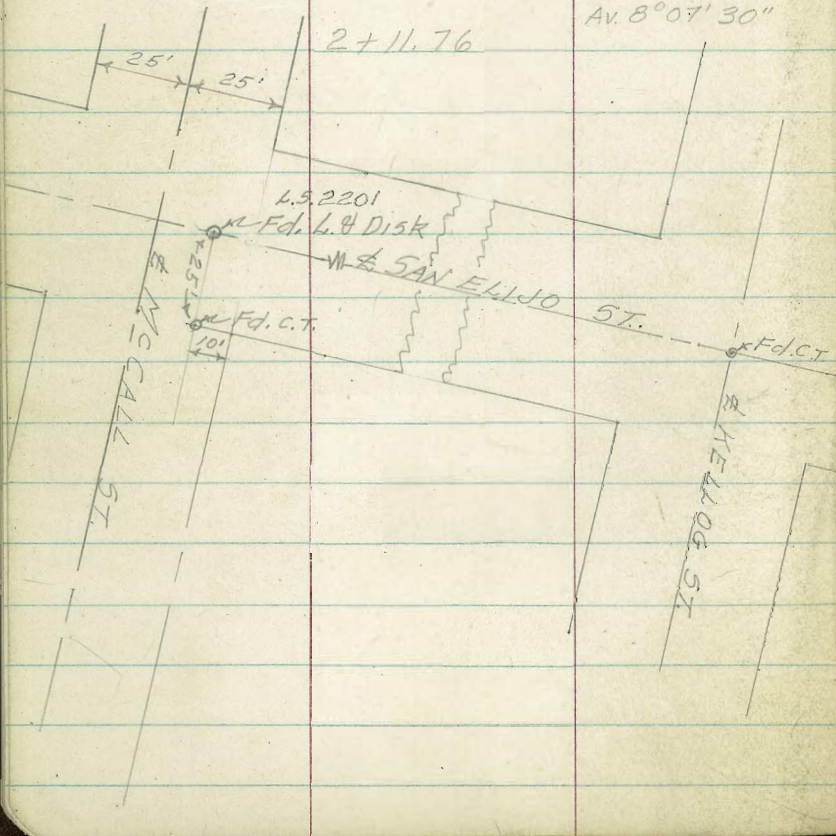 Av. 8°07'30"
2+11.76
25'
25'
L.S. 2201
Fd. L.& Disk
℄ SAN ELIJO ST.
25'
Fd. C.T.
10'
Fd. C.T.
℄ McCALL ST.
℄ KELLOG ST.